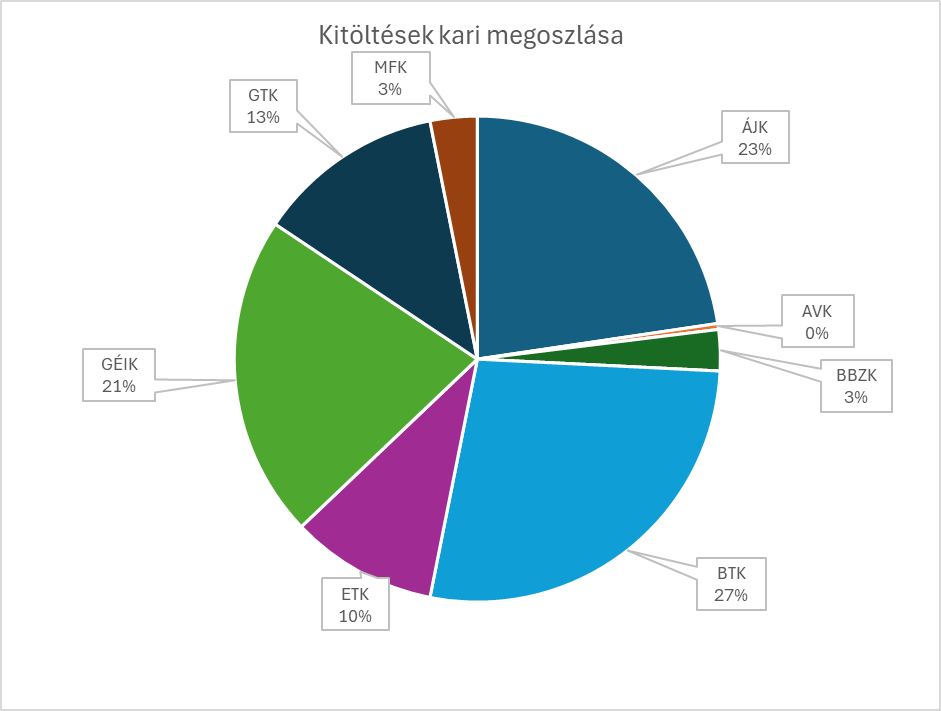 Kitöltések kari megoszlása
MFK
3%
GTK
13%
ÁJK
23%
AVK
0%
GÉIK
21%
BBZK
3%
BTK
27%
ETK
10%